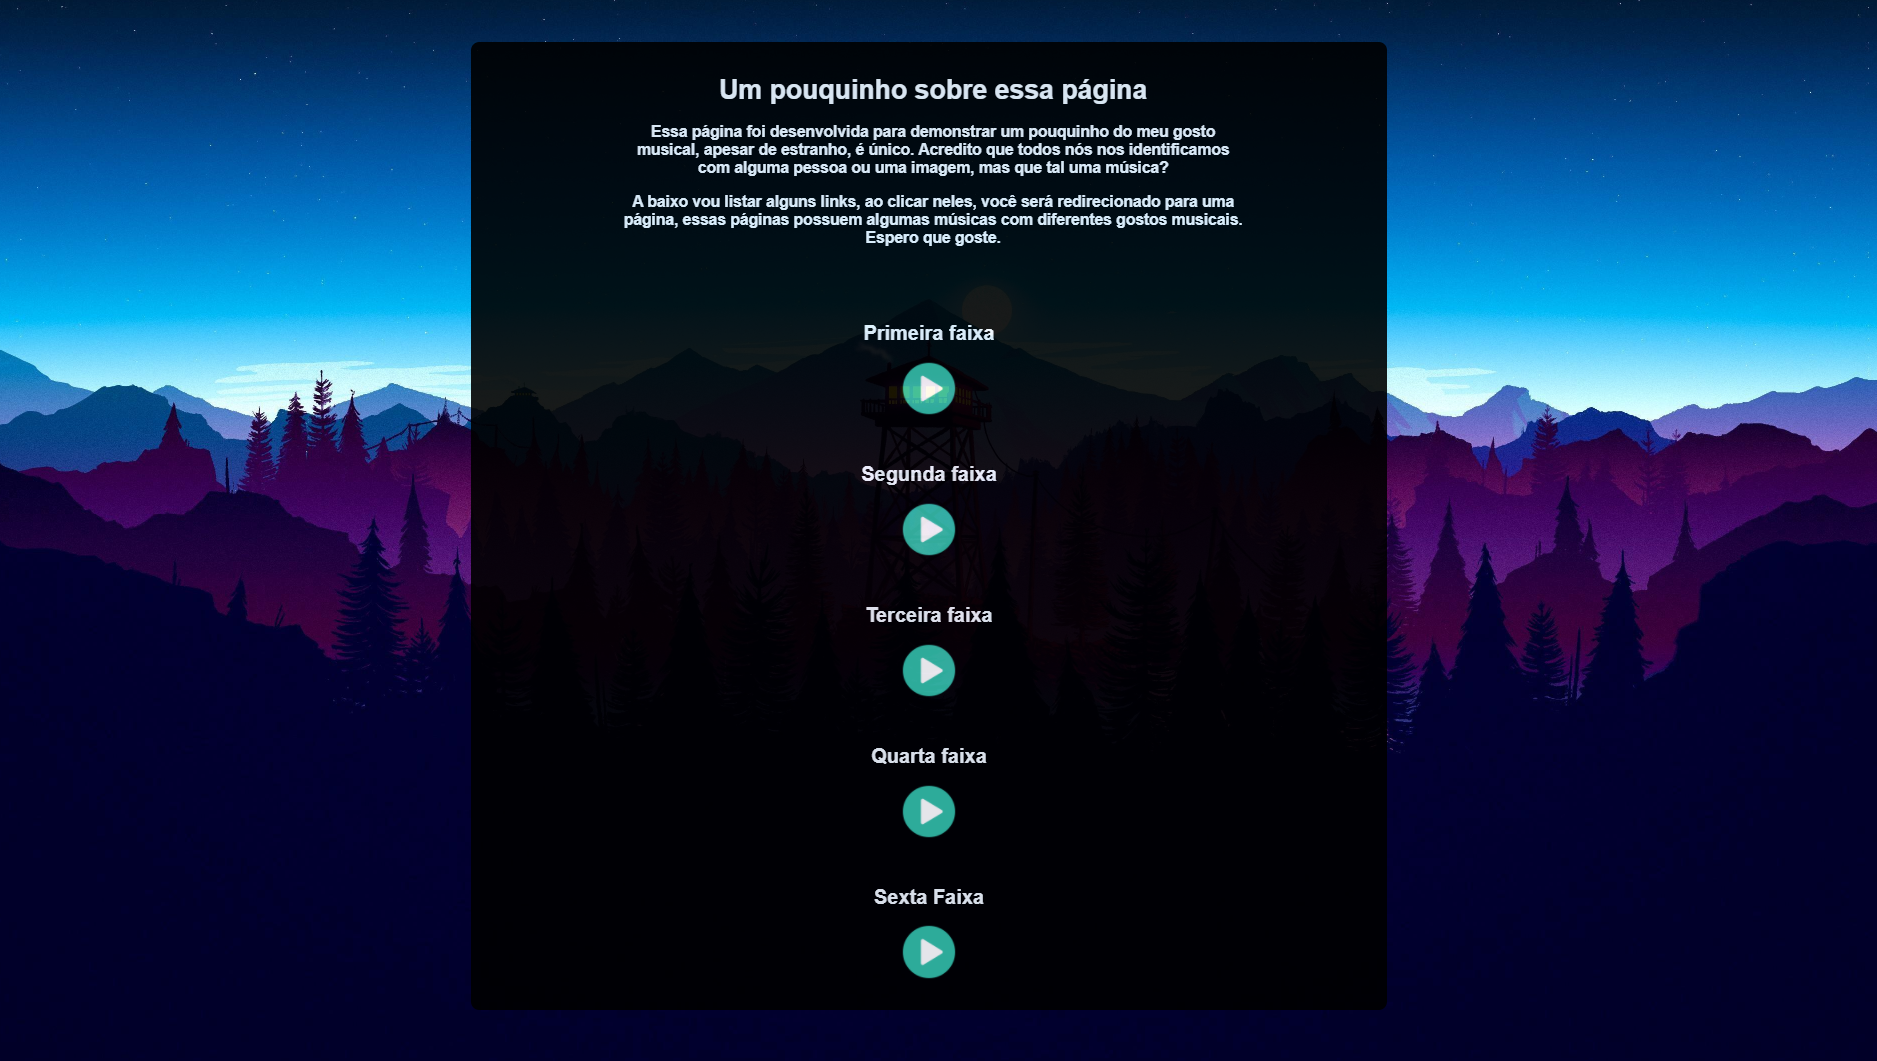 Um pouquinho sobre essa página
Essa página foi desenvolvida para demonstrar um pouquinho do meu gosto
musical, apesar de estranho, é único. Acredito que todos nós nos identificamos
com alguma pessoa ou uma imagem, mas que tal uma música?
A baixo vou listar alguns links, ao clicar neles, você será redirecionado para uma
página, essas páginas possuem algumas músicas com diferentes gostos musicais.
Espero que goste.
Primeira faixa
Segunda faixa
Terceira faixa
Quarta faixa
Sexta Faixa